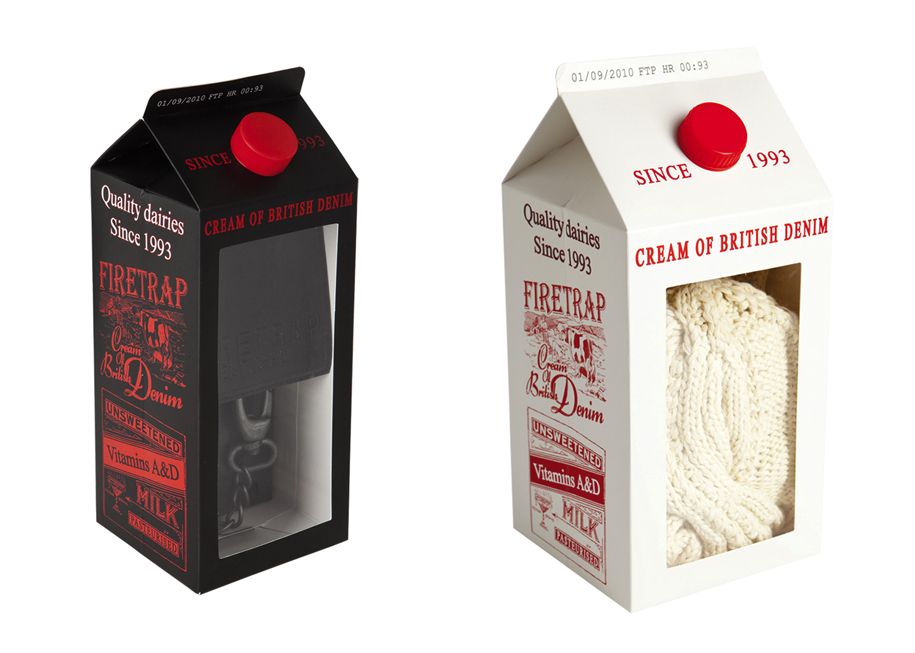 01/09/2010 FTP HR 00:93
SINCE 1993
CREAM OF BRITISH DENIM
Quality dairies
Since 1993
FIRETRAP
Cream
Of
British Denim
UNSWEETENED
Vitamins A&D
MILK
PASTEURISED
01/09/2010 FTP HR 00:93
SINCE 1993
CREAM OF BRITISH DENIM
Quality dairies
Since 1993
FIRETRAP
Cream
Of
British Denim
UNSWEETENED
Vitamins A&D
MILK
PASTEURISED